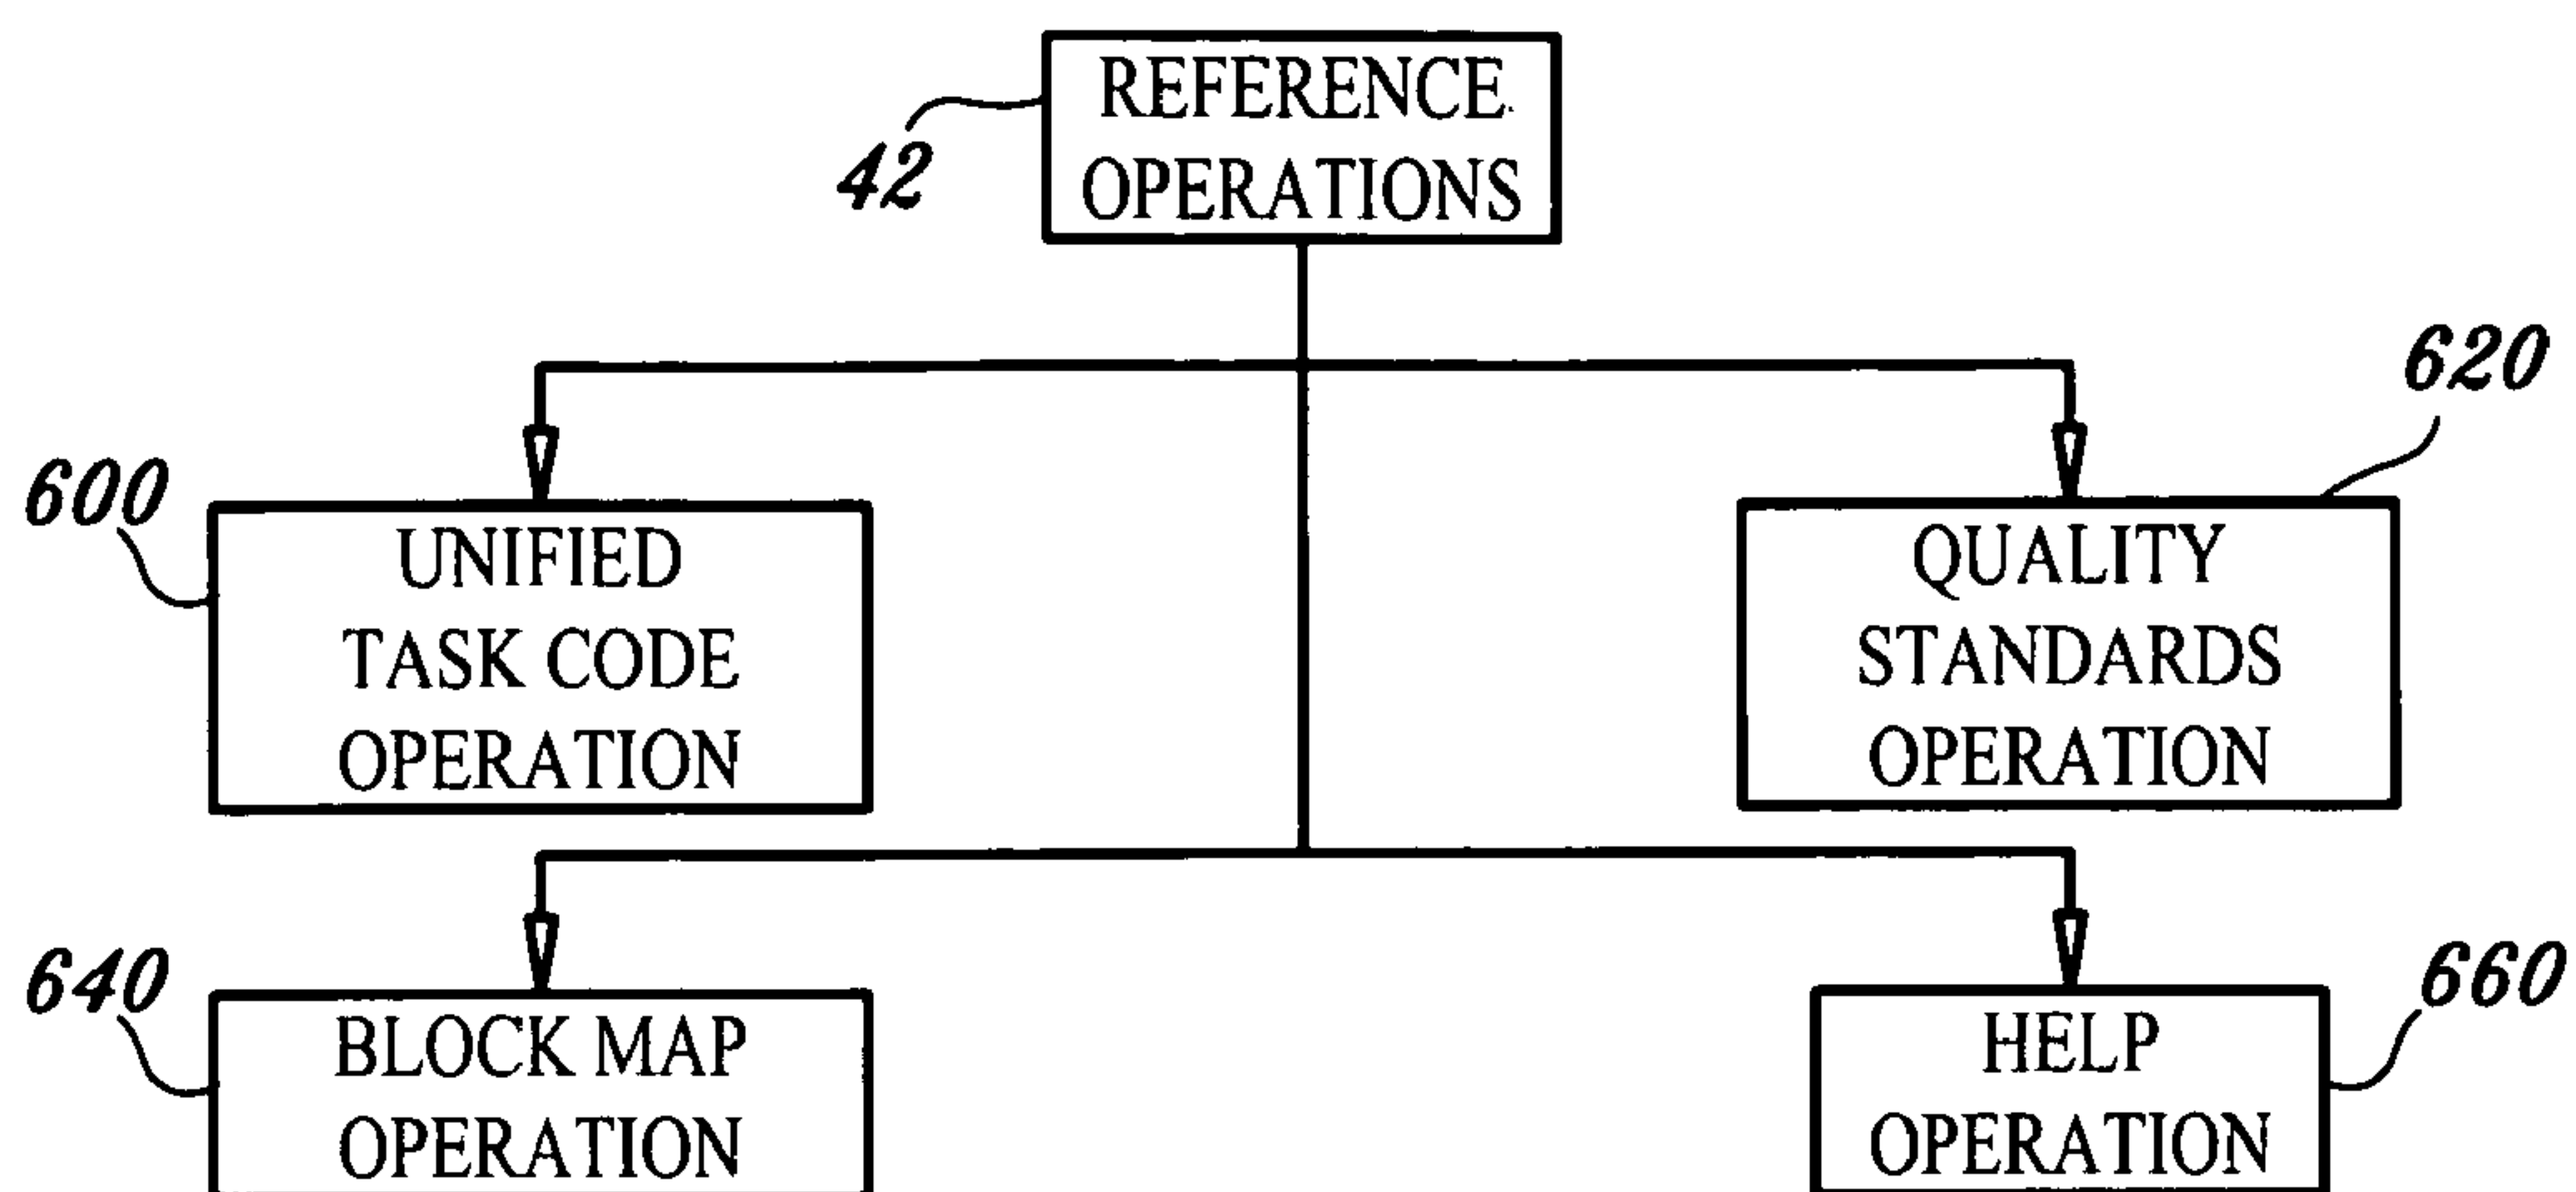 REFERENCE
OPERATIONS
42
620
600
UNIFIED
TASK CODE
OPERATION
QUALITY
STANDARDS
OPERATION
640
BLOCK MAP
OPERATION
HELP
OPERATION
660